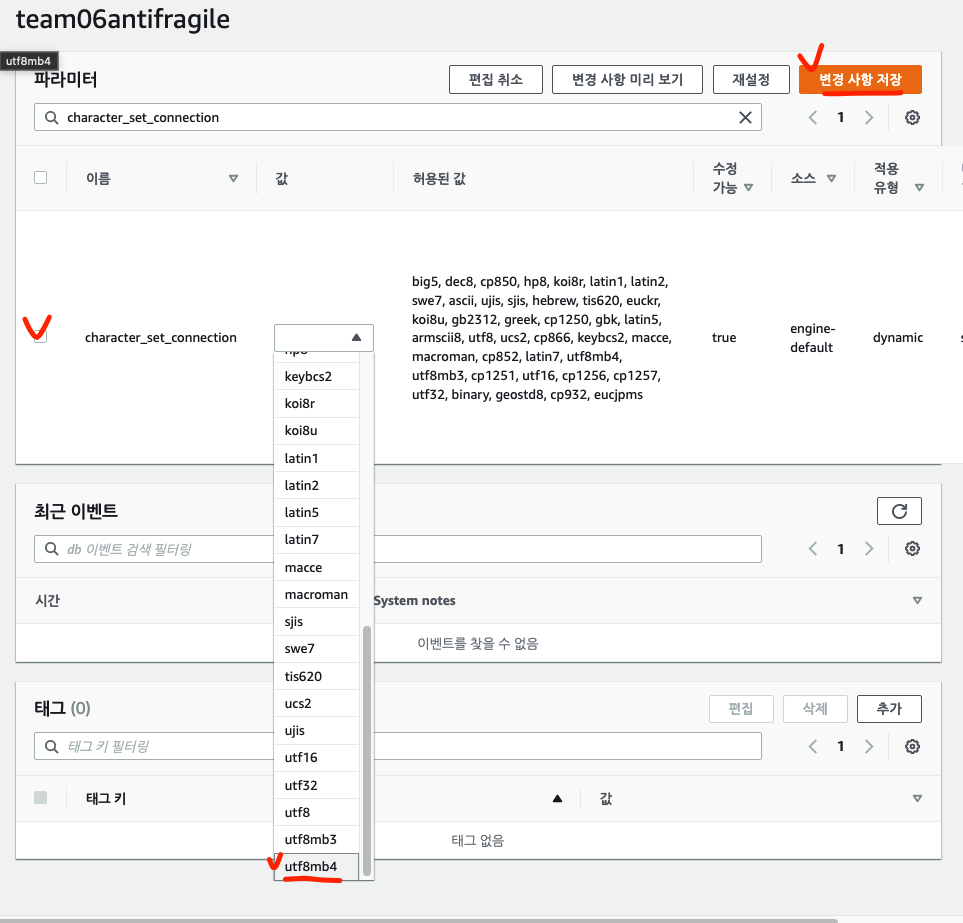 team06antifragile
utf8mb4
파라미터
편집 취소
변경 사항 미리 보기
재설정
변경 사항 저장
character_set_connection
1
이름
값
허용된 값
수정
가능
소스
적용
유형
character_set_connection
big5, dec8, cp850, hp8, koi8r, latin1, latin2,
swe7, ascii, ujis, sjis, hebrew, tis620, euckr,
koi8u, gb2312, greek, cp1250, gbk, latin5,
armscii8, utf8, ucs2, cp866, keybcs2, macce,
macroman, cp852, latin7, utf8mb4,
utf8mb3, cp1251, utf16, cp1256, cp1257,
utf32, binary, geostd8, cp932, eucjpms
true
engine-
default
dynamic
hp8
keybcs2
koi8r
koi8u
latin1
latin2
latin5
latin7
macce
macroman
sjis
swe7
tis620
ucs2
ujis
utf16
utf32
utf8
utf8mb3
utf8mb4
최근 이벤트
db 이벤트 검색 필터링
1
시간
System notes
이벤트를 찾을 수 없음
태그 (0)
편집
삭제
추가
태그 키 필터링
1
태그 키
값
태그 없음